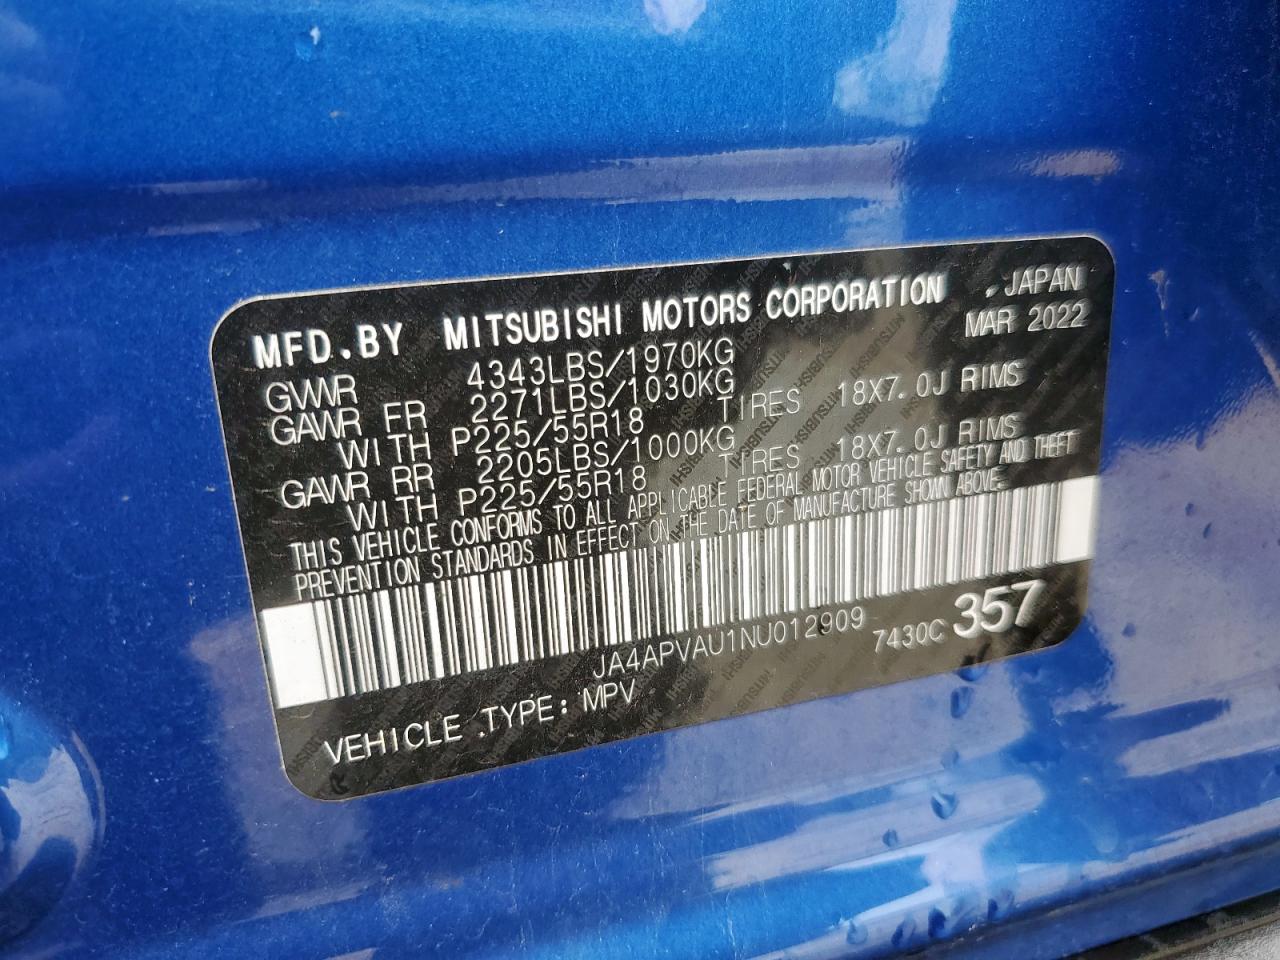 MFD.BY MITSUBISHI MOTORS CORPORATION , JAPAN
MAR 2022
GVWR 4343LBS/1970KG
GAWR FR 2271LBS/1030KG
WITH P225/55R18 TIRES 18X7.0J RIMS
GAWR RR 2205LBS/1000KG
WITH P225/55R18 TIRES 18X7.0J RIMS
THIS VEHICLE CONFORMS TO ALL APPLICABLE FEDERAL MOTOR VEHICLE SAFETY AND THEFT
PREVENTION STANDARDS IN EFFECT ON THE DATE OF MANUFACTURE SHOWN ABOVE.
JA4APVAU1NU012909 7430C 357
VEHICLE TYPE: MPV